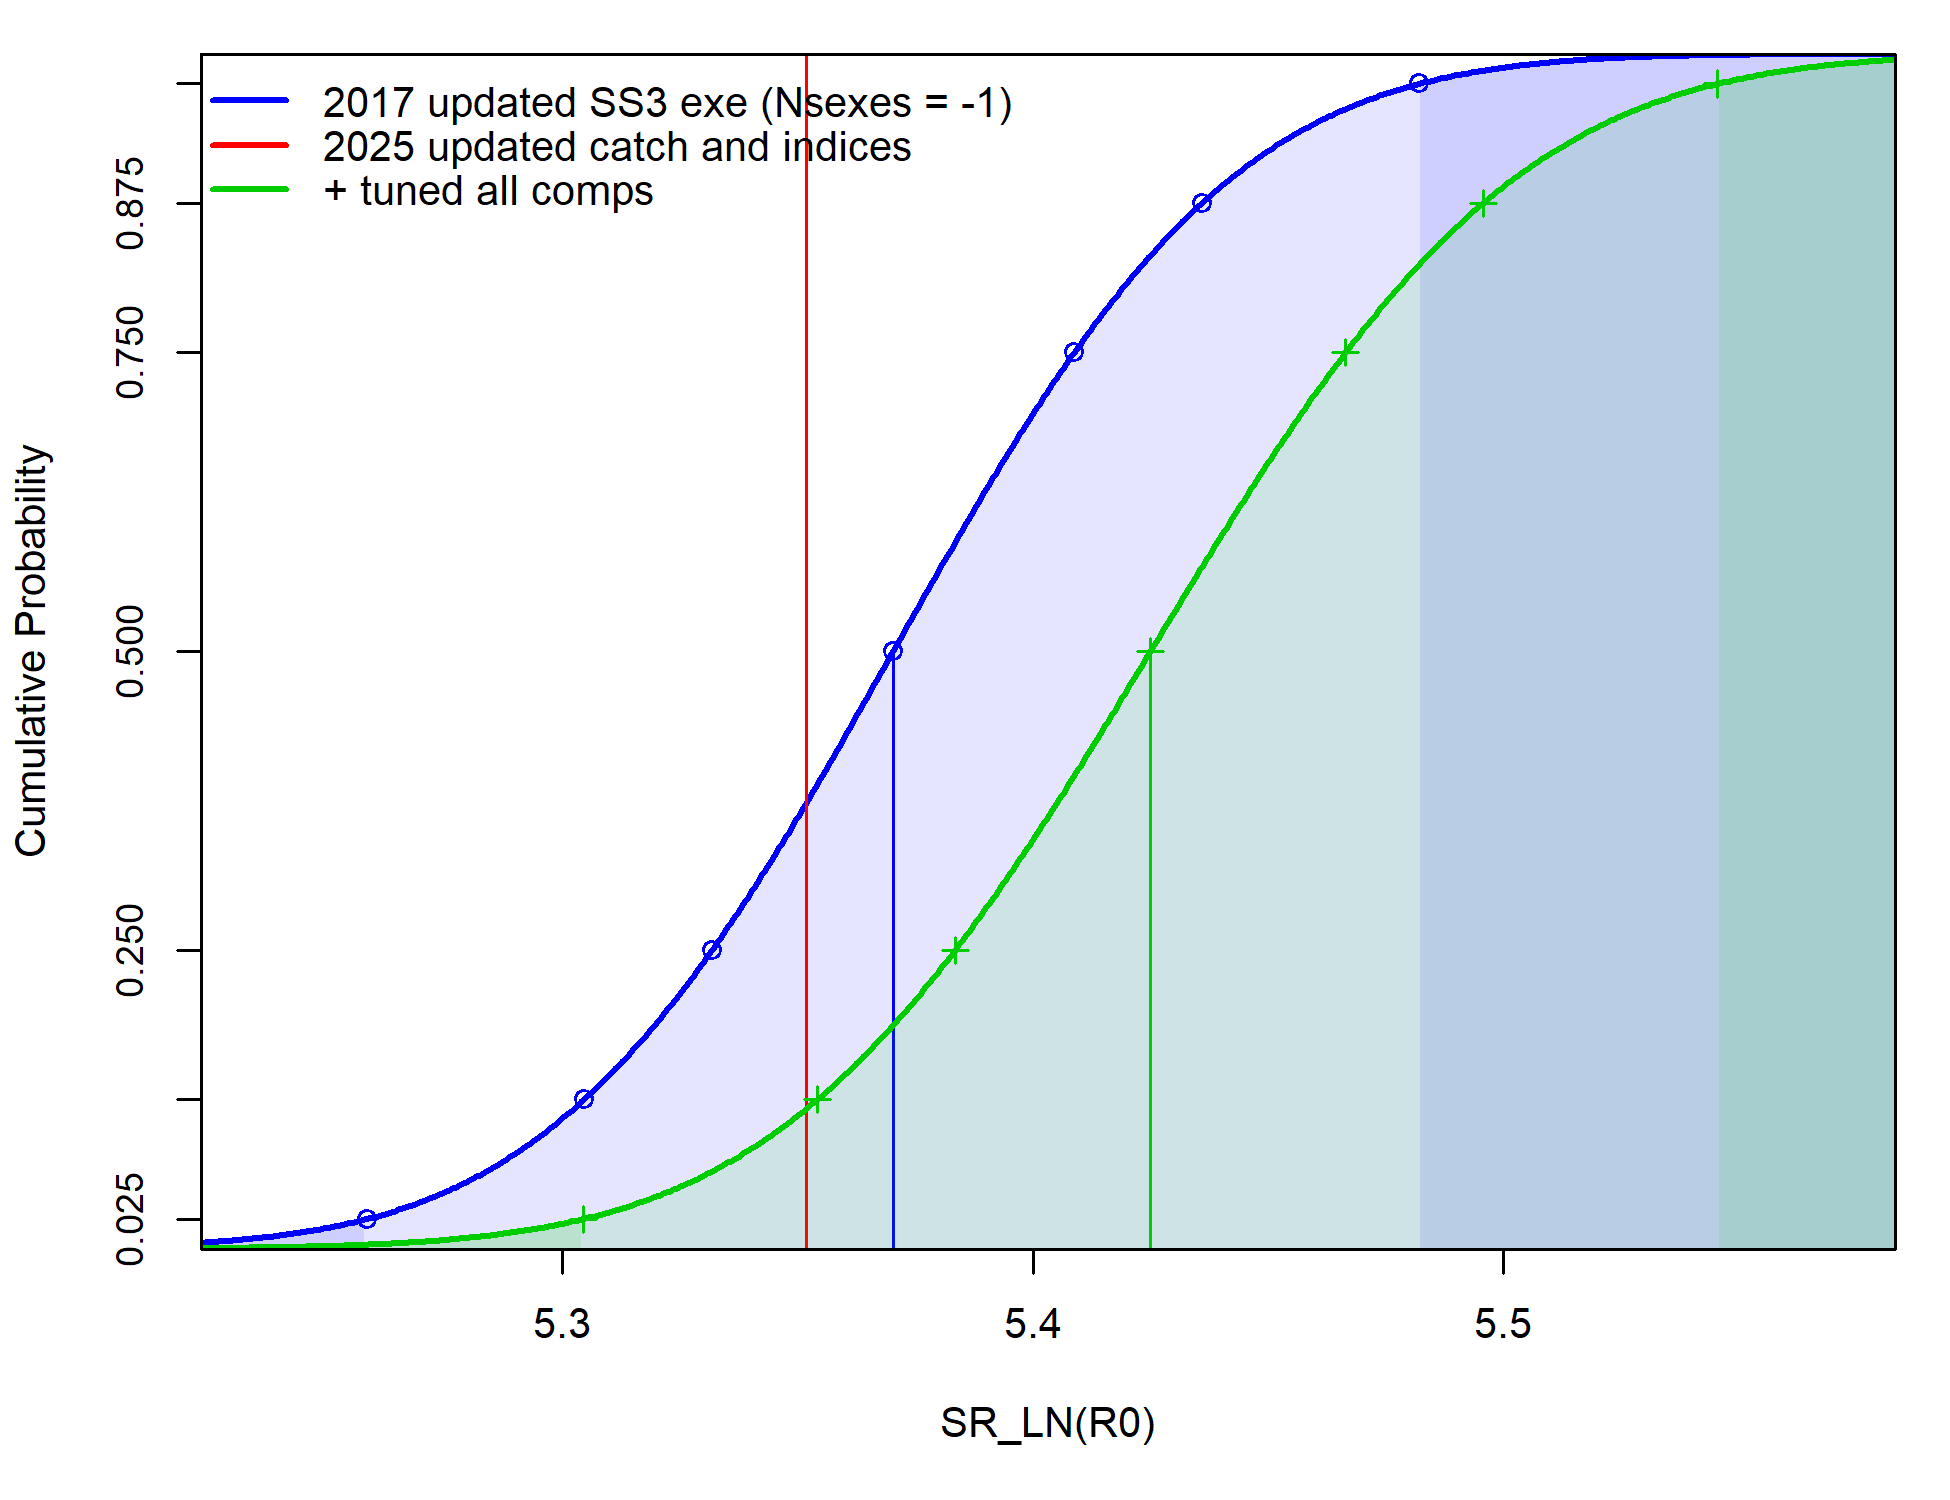 2017 updated SS3 exe (Nsexes = -1)
2025 updated catch and indices
+ tuned all comps
Cumulative Probability
0.875
0.750
0.500
0.250
0.025
5.3
5.4
5.5
SR_LN(R0)